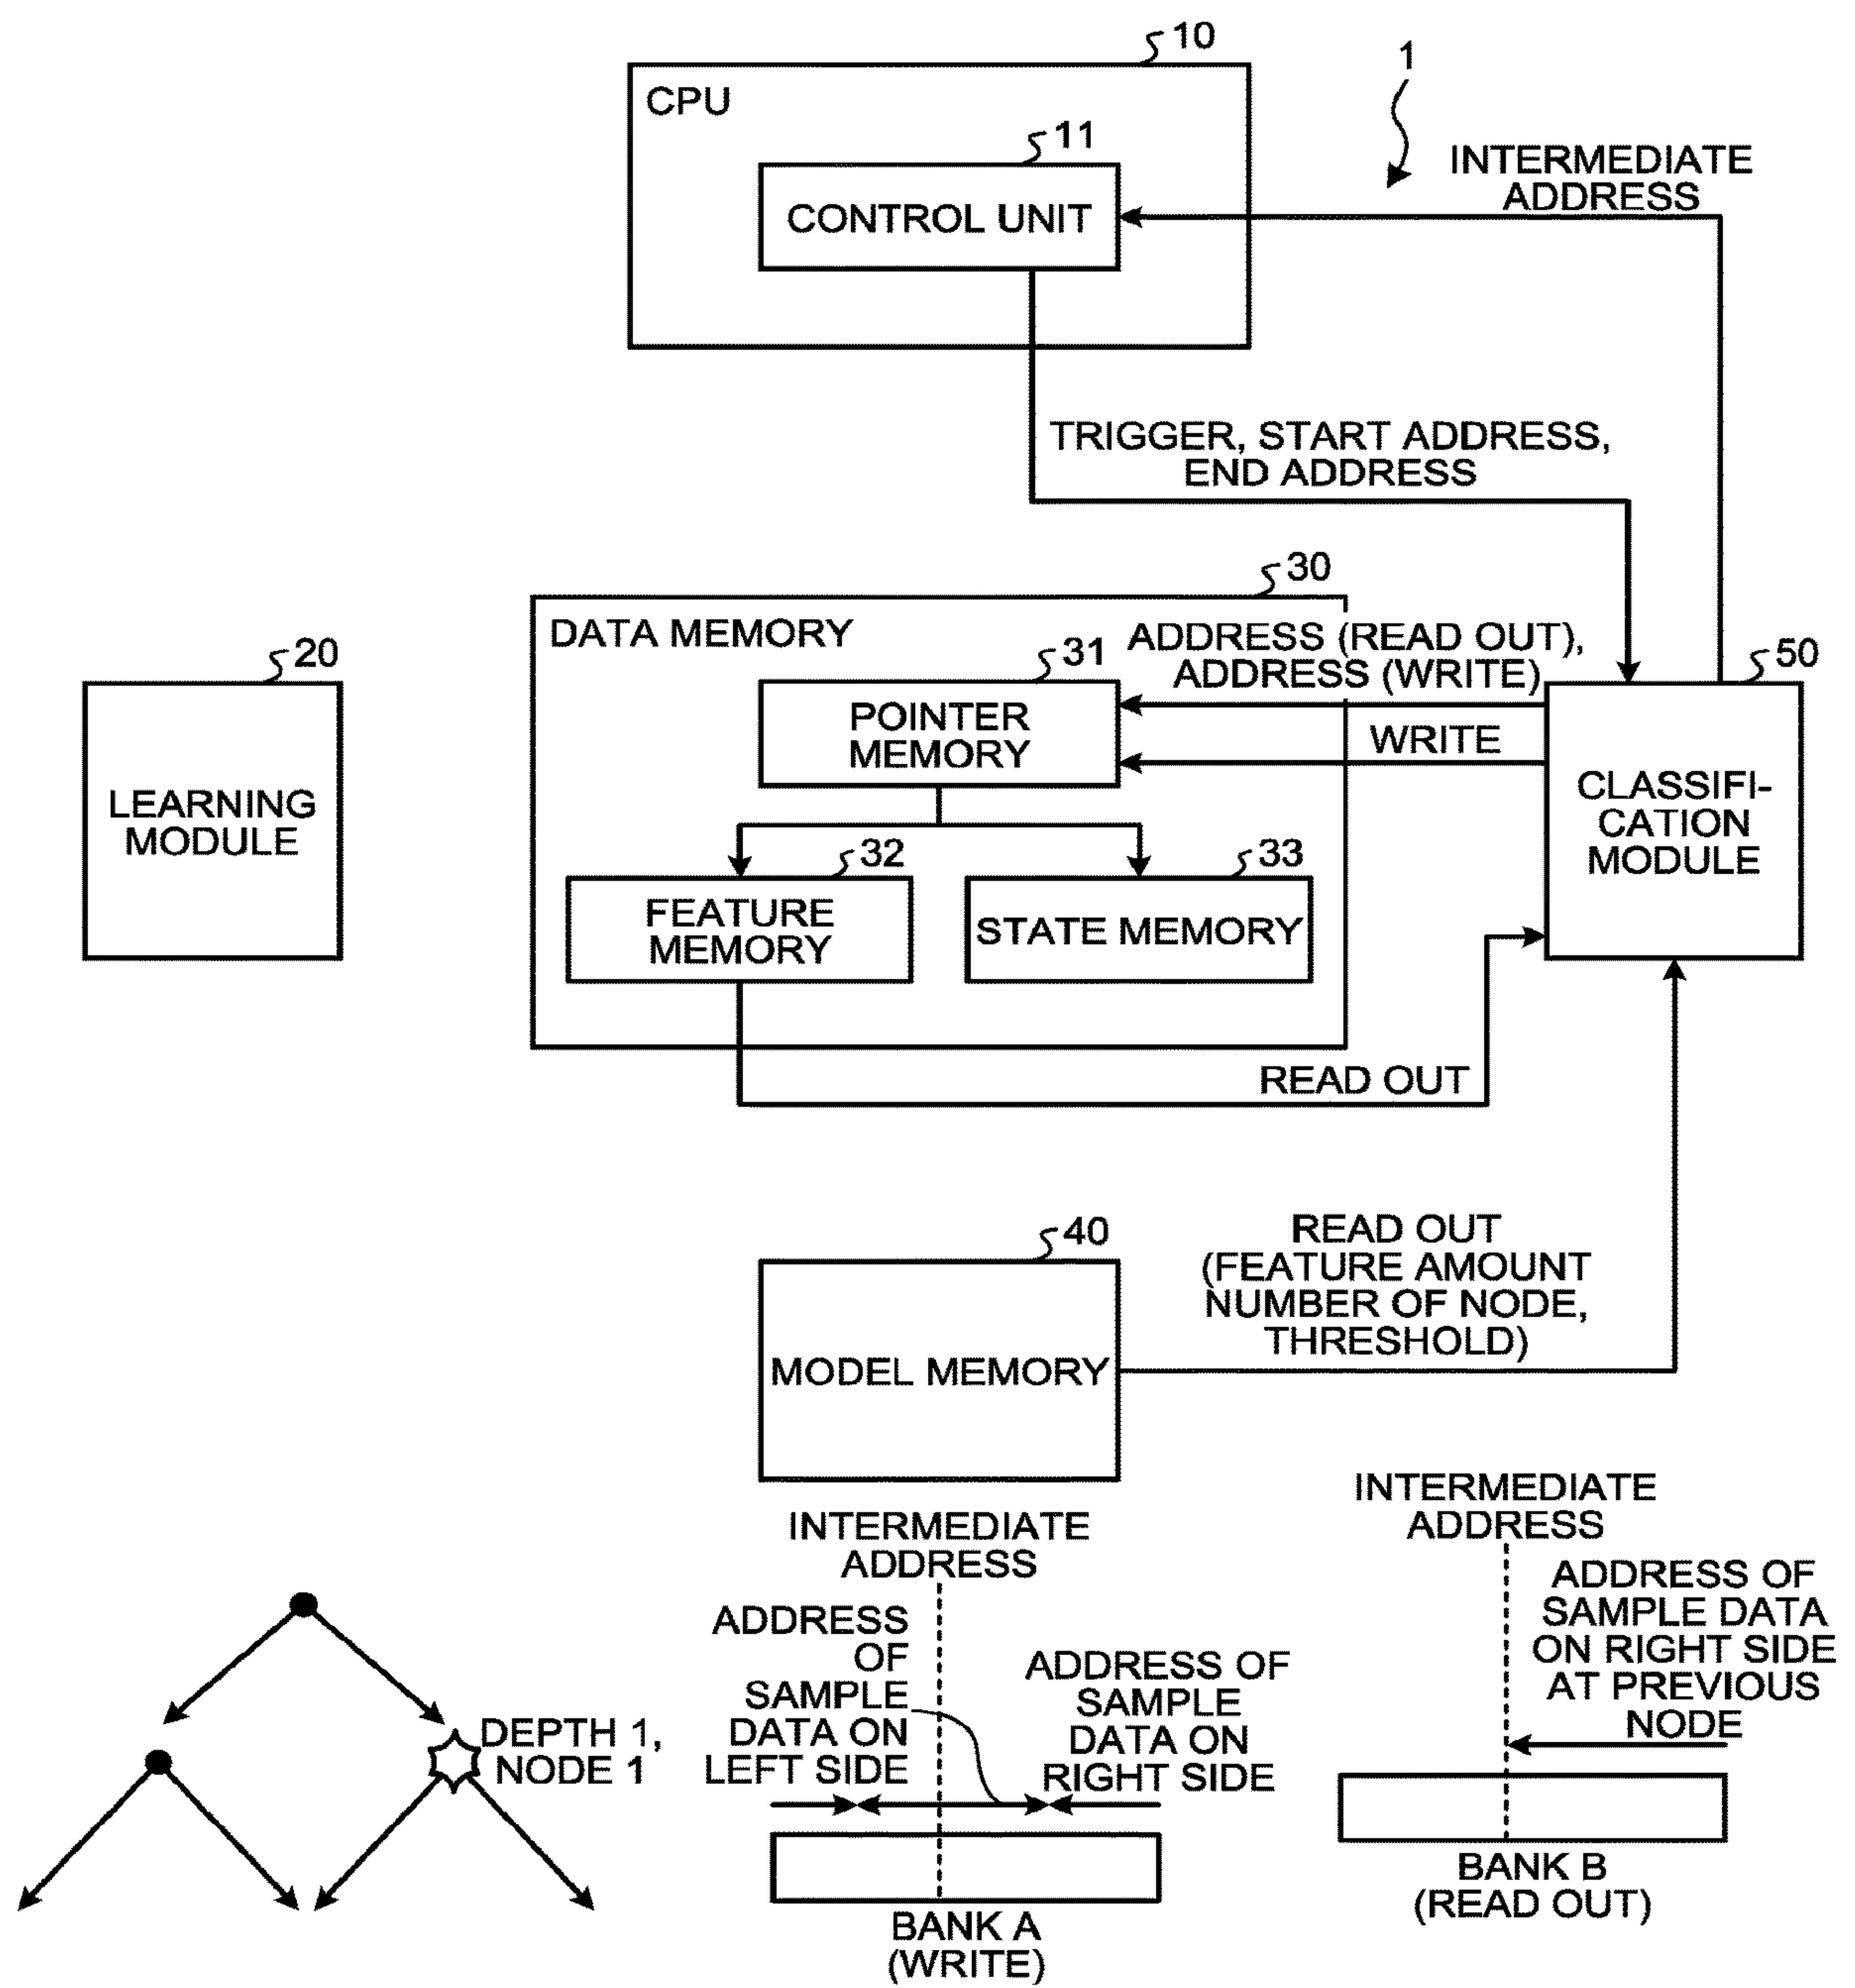 10
CPU
1
11
CONTROL UNIT
INTERMEDIATE
ADDRESS
TRIGGER, START ADDRESS,
END ADDRESS
30
DATA MEMORY
ADDRESS (READ OUT),
ADDRESS (WRITE)
20
31
50
POINTER
MEMORY
WRITE
LEARNING
MODULE
CLASSIFI-
CATION
MODULE
32
33
FEATURE
MEMORY
STATE MEMORY
READ OUT
40
READ OUT
(FEATURE AMOUNT
NUMBER OF NODE,
THRESHOLD)
MODEL MEMORY
INTERMEDIATE
ADDRESS
INTERMEDIATE
ADDRESS
ADDRESS
OF
SAMPLE
DATA ON
LEFT SIDE
ADDRESS OF
SAMPLE
DATA ON
RIGHT SIDE
ADDRESS OF
SAMPLE DATA
ON RIGHT SIDE
AT PREVIOUS
NODE
DEPTH 1,
NODE 1
BANK A
(WRITE)
BANK B
(READ OUT)